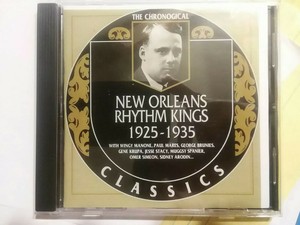 THE CHRONOGICAL
NEW ORLEANS
RHYTHM KINGS
1925-1935
WITH WINGY MANONE, PAUL MARES, GEORGE BRUNIES,
GENE KRUPA, JESS STACY, MUGGSY SPANIER,
OMER SIMEON, SIDNEY ARODIN...
CLASSICS